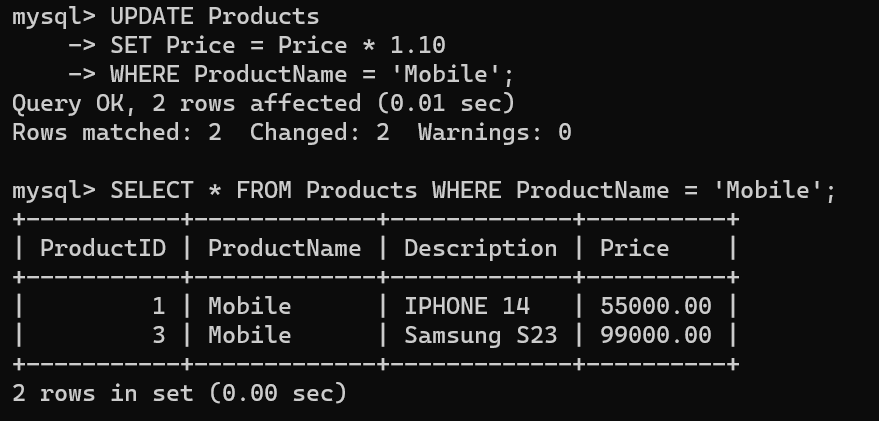 mysql> UPDATE Products
    -> SET Price = Price * 1.10
    -> WHERE ProductName = 'Mobile';
Query OK, 2 rows affected (0.01 sec)
Rows matched: 2  Changed: 2  Warnings: 0

mysql> SELECT * FROM Products WHERE ProductName = 'Mobile';
+-----------+-------------+-------------+----------+
| ProductID | ProductName | Description | Price    |
+-----------+-------------+-------------+----------+
|         1 | Mobile      | IPHONE 14   | 55000.00 |
|         3 | Mobile      | Samsung S23 | 99000.00 |
+-----------+-------------+-------------+----------+
2 rows in set (0.00 sec)